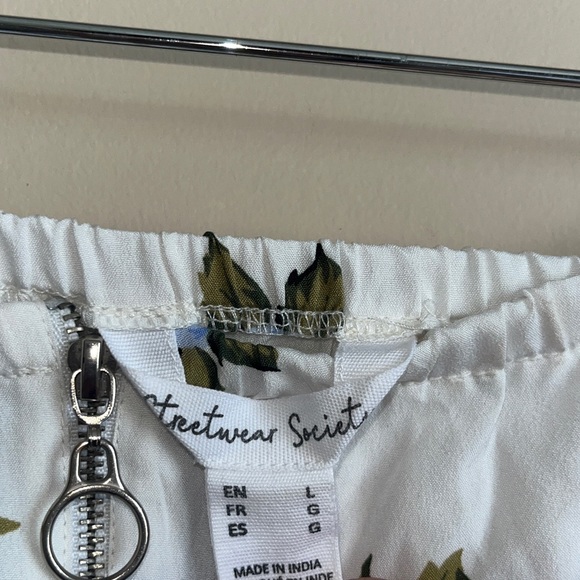 Streetwear Society
EN L
FR G
ES G
MADE IN INDIA